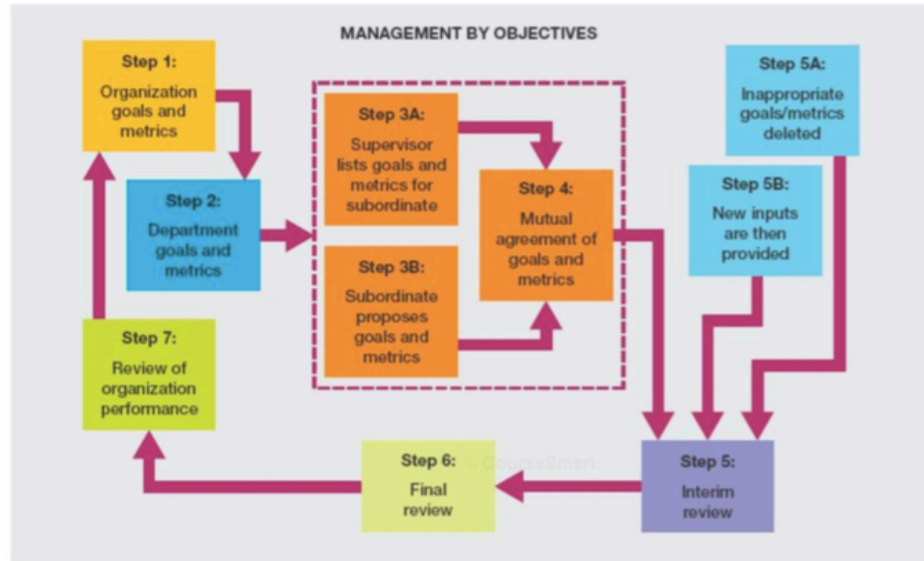 MANAGEMENT BY OBJECTIVES
Step 1:
Organization
goals and
metrics
Step 2:
Department
goals and
metrics
Step 3A:
Supervisor
lists goals and
metrics for
subordinate
Step 3B:
Subordinate
proposes
goals and
metrics
Step 4:
Mutual
agreement of
goals and
metrics
Step 5A:
Inappropriate
goals/metrics
deleted
Step 5B:
New inputs
are then
provided
Step 5:
Interim
review
Step 6:
Final
review
Step 7:
Review of
organization
performance
© CourseSmart